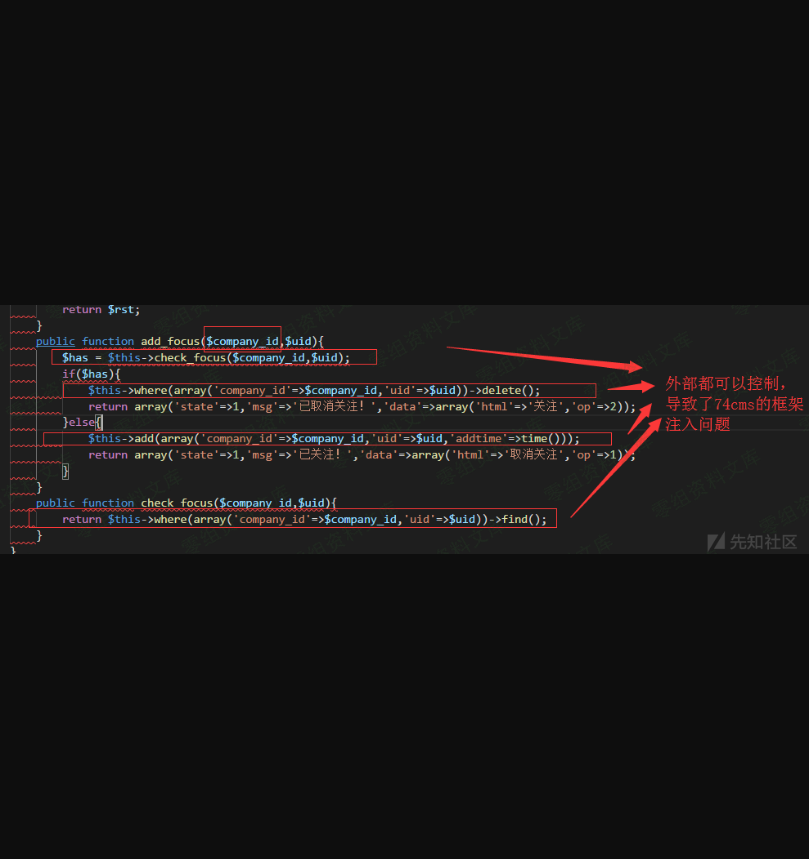 return $rst;
}
public function add_focus($company_id,$uid){
$has = $this->check_focus($company_id,$uid);
if($has){
$this->where(array('company_id'=>$company_id,'uid'=>$uid))->delete();
return array('state'=>1,'msg'=>'已取消关注！','data'=>array('html'=>'关注','op'=>2));
}else{
$this->add(array('company_id'=>$company_id,'uid'=>$uid,'addtime'=>time()));
return array('state'=>1,'msg'=>'已关注！','data'=>array('html'=>'取消关注','op'=>1));
}
}
public function check_focus($company_id,$uid){
return $this->where(array('company_id'=>$company_id,'uid'=>$uid))->find();
}
}
外部都可以控制，
导致了74cms的框架
注入问题
先知社区